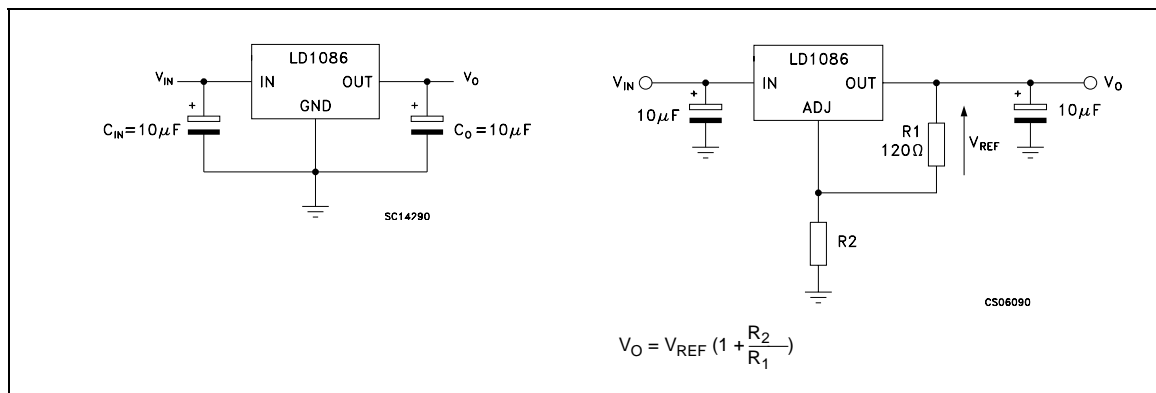 LD1086
V_IN
IN
OUT
V_O
GND
+
+
C_IN=10μF
C_O=10μF
SC14290
LD1086
V_IN
IN
OUT
V_O
ADJ
+
+
10μF
R1
120Ω
V_REF
10μF
R2
CS06090
V_O = V_REF (1 + R_2/R_1)